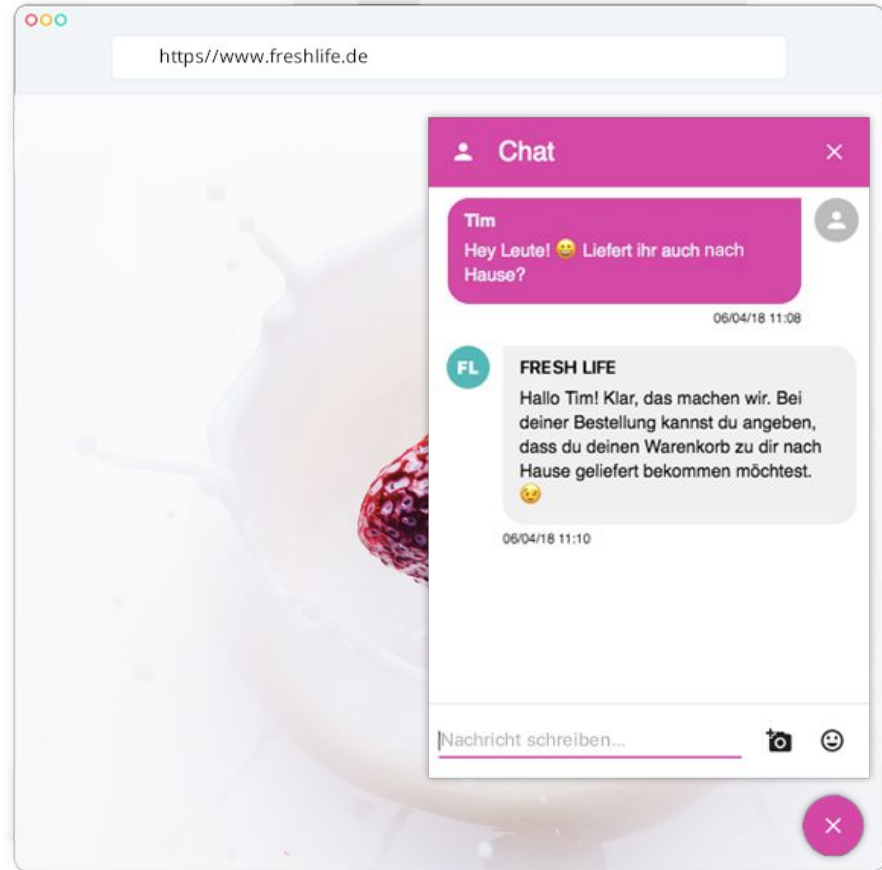 https//www.freshlife.de
Chat
Tim
Hey Leute! 😀 Liefert ihr auch nach
Hause?
06/04/18 11:08
FL
FRESH LIFE
Hallo Tim! Klar, das machen wir. Bei
deiner Bestellung kannst du angeben,
dass du deinen Warenkorb zu dir nach
Hause geliefert bekommen möchtest.
😉
06/04/18 11:10
Nachricht schreiben...